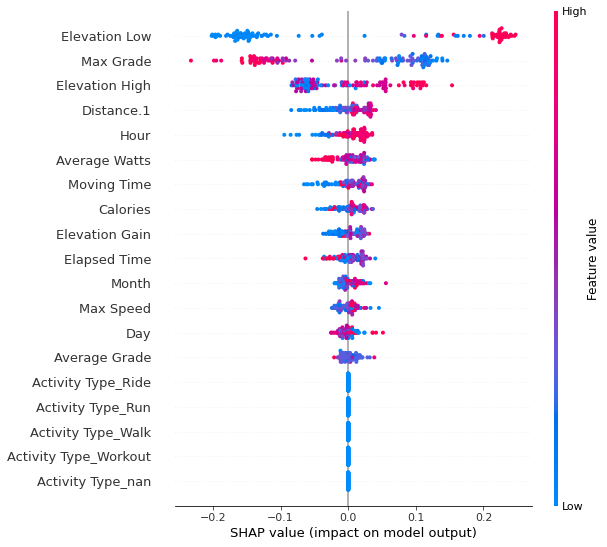 High
Elevation Low
Max Grade
Elevation High
Distance.1
Hour
Average Watts
Moving Time
Calories
Elevation Gain
Elapsed Time
Month
Max Speed
Day
Average Grade
Activity Type_Ride
Activity Type_Run
Activity Type_Walk
Activity Type_Workout
Activity Type_nan
Feature value
Low
−0.2 −0.1 0.0 0.1 0.2
SHAP value (impact on model output)